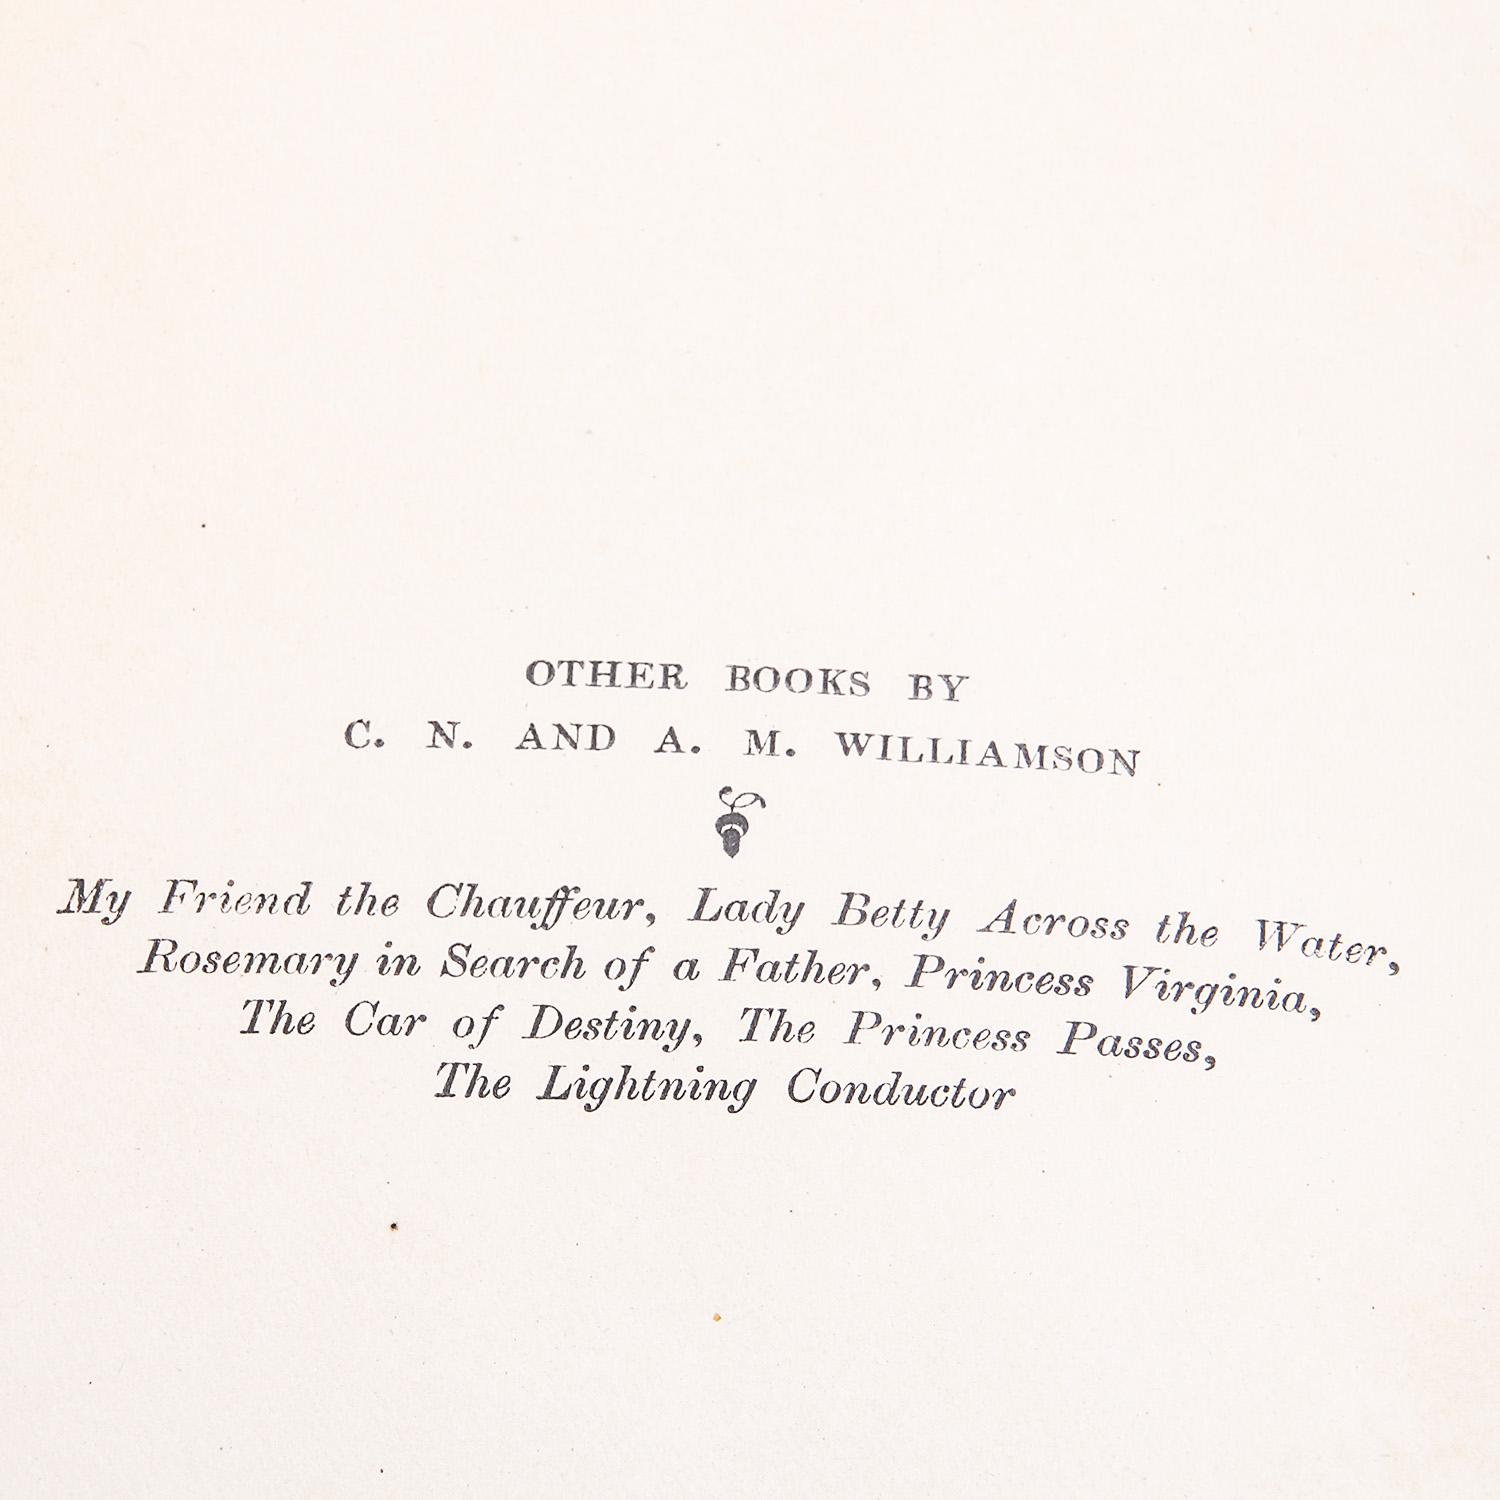 OTHER BOOKS BY
C. N. AND A. M. WILLIAMSON
My Friend the Chauffeur, Lady Betty Across the Water,
Rosemary in Search of a Father, Princess Virginia,
The Car of Destiny, The Princess Passes,
The Lightning Conductor